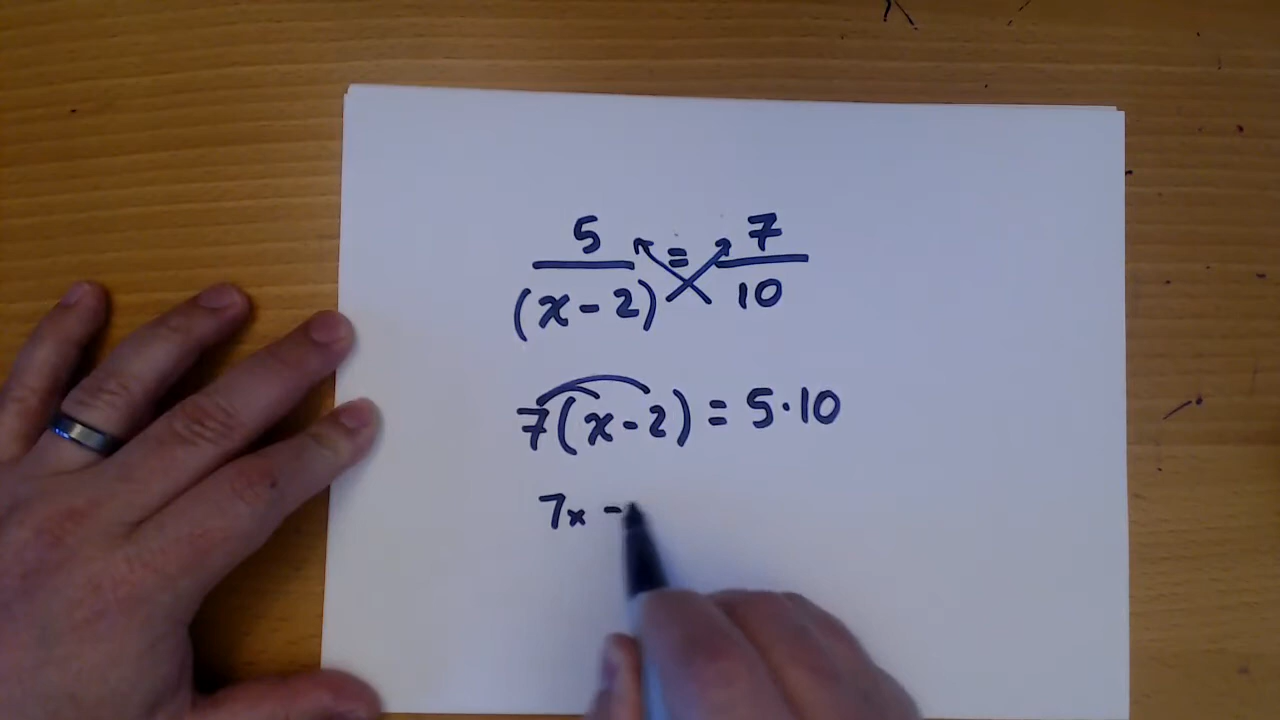 5 = 7
(x-2) 10
7(x-2) = 5·10
7x -